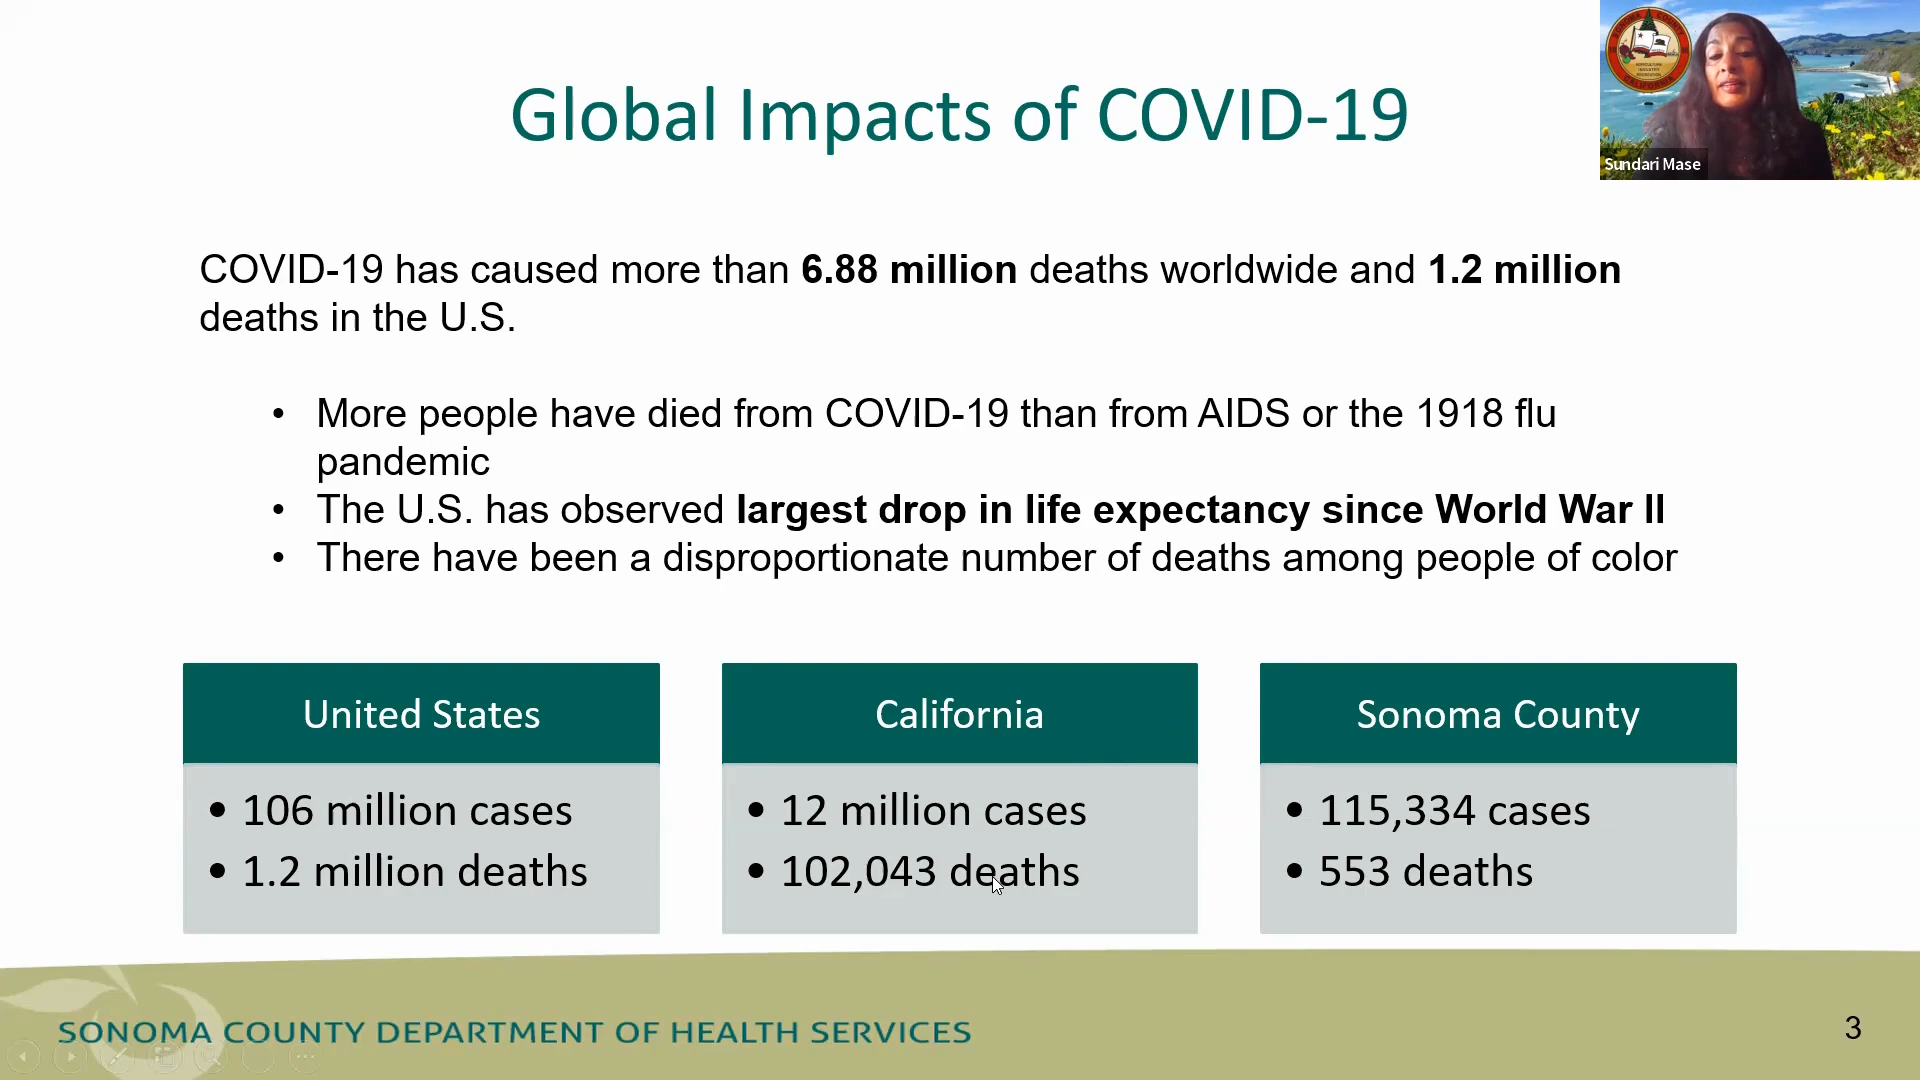 Global Impacts of COVID-19
Sundari Mase
COVID-19 has caused more than 6.88 million deaths worldwide and 1.2 million
deaths in the U.S.
• More people have died from COVID-19 than from AIDS or the 1918 flu
pandemic
• The U.S. has observed largest drop in life expectancy since World War II
• There have been a disproportionate number of deaths among people of color
United States
• 106 million cases
• 1.2 million deaths
California
• 12 million cases
• 102,043 deaths
Sonoma County
• 115,334 cases
• 553 deaths
SONOMA COUNTY DEPARTMENT OF HEALTH SERVICES
3